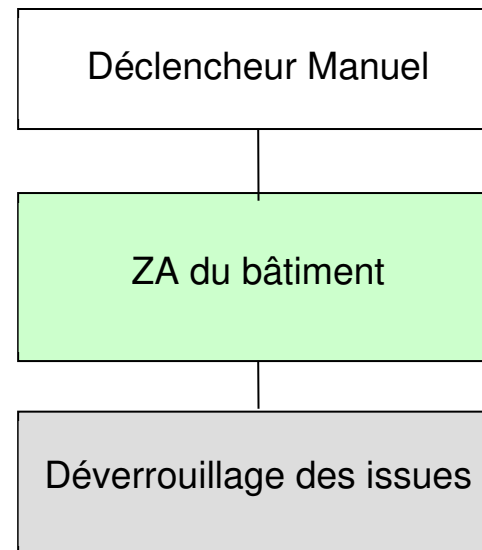 Déclencheur Manuel
ZA du bâtiment
Déverrouillage des issues